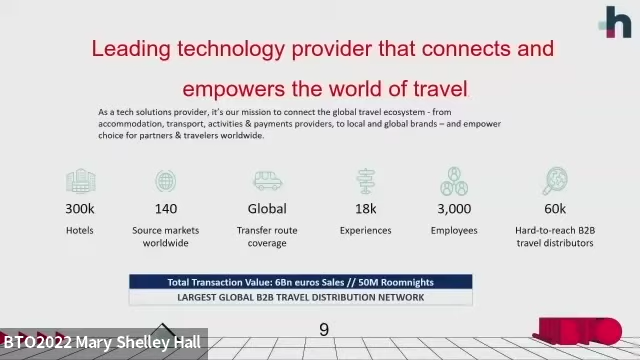 +h
Leading technology provider that connects and
empowers the world of travel
As a tech solutions provider, it's our mission to connect the global travel ecosystem - from
accommodation, transport, activities & payments providers, to local and global brands – and empower
choice for partners & travelers worldwide.
300k
Hotels
140
Source markets
worldwide
Global
Transfer route
coverage
18k
Experiences
3,000
Employees
60k
Hard-to-reach B2B
travel distributors
Total Transaction Value: 6Bn euros Sales // 50M Roomnights
LARGEST GLOBAL B2B TRAVEL DISTRIBUTION NETWORK
9
BTO
BTO2022 Mary Shelley Hall